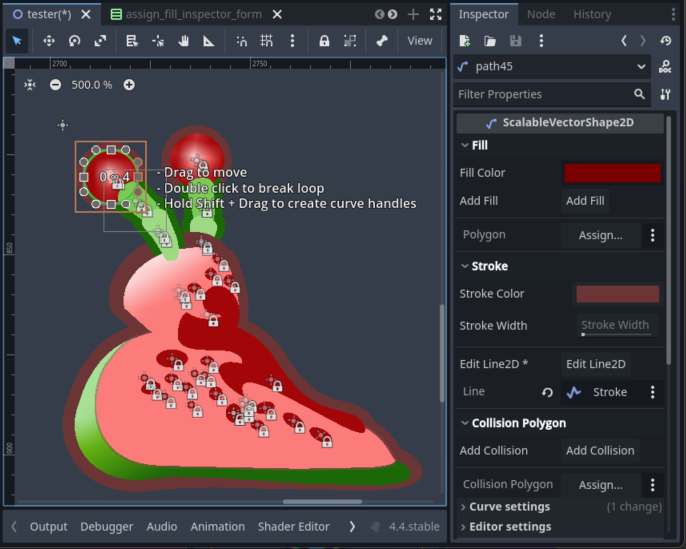 tester(*)
assign_fill_inspector_form
View
2700
2750
500.0 %
- Drag to move
- Double click to break loop
- Hold Shift + Drag to create curve handles
850
900
Output
Debugger
Audio
Animation
Shader Editor
4.4.stable
Inspector
Node
History
path45
DOC
Filter Properties
ScalableVectorShape2D
Fill
Fill Color
Add Fill
Add Fill
Polygon
Assign...
Stroke
Stroke Color
Stroke Width
Stroke Width
Edit Line2D *
Edit Line2D
Line
Stroke
Collision Polygon
Add Collision
Add Collision
Collision Polygon
Assign...
Curve settings
(1 change)
Editor settings